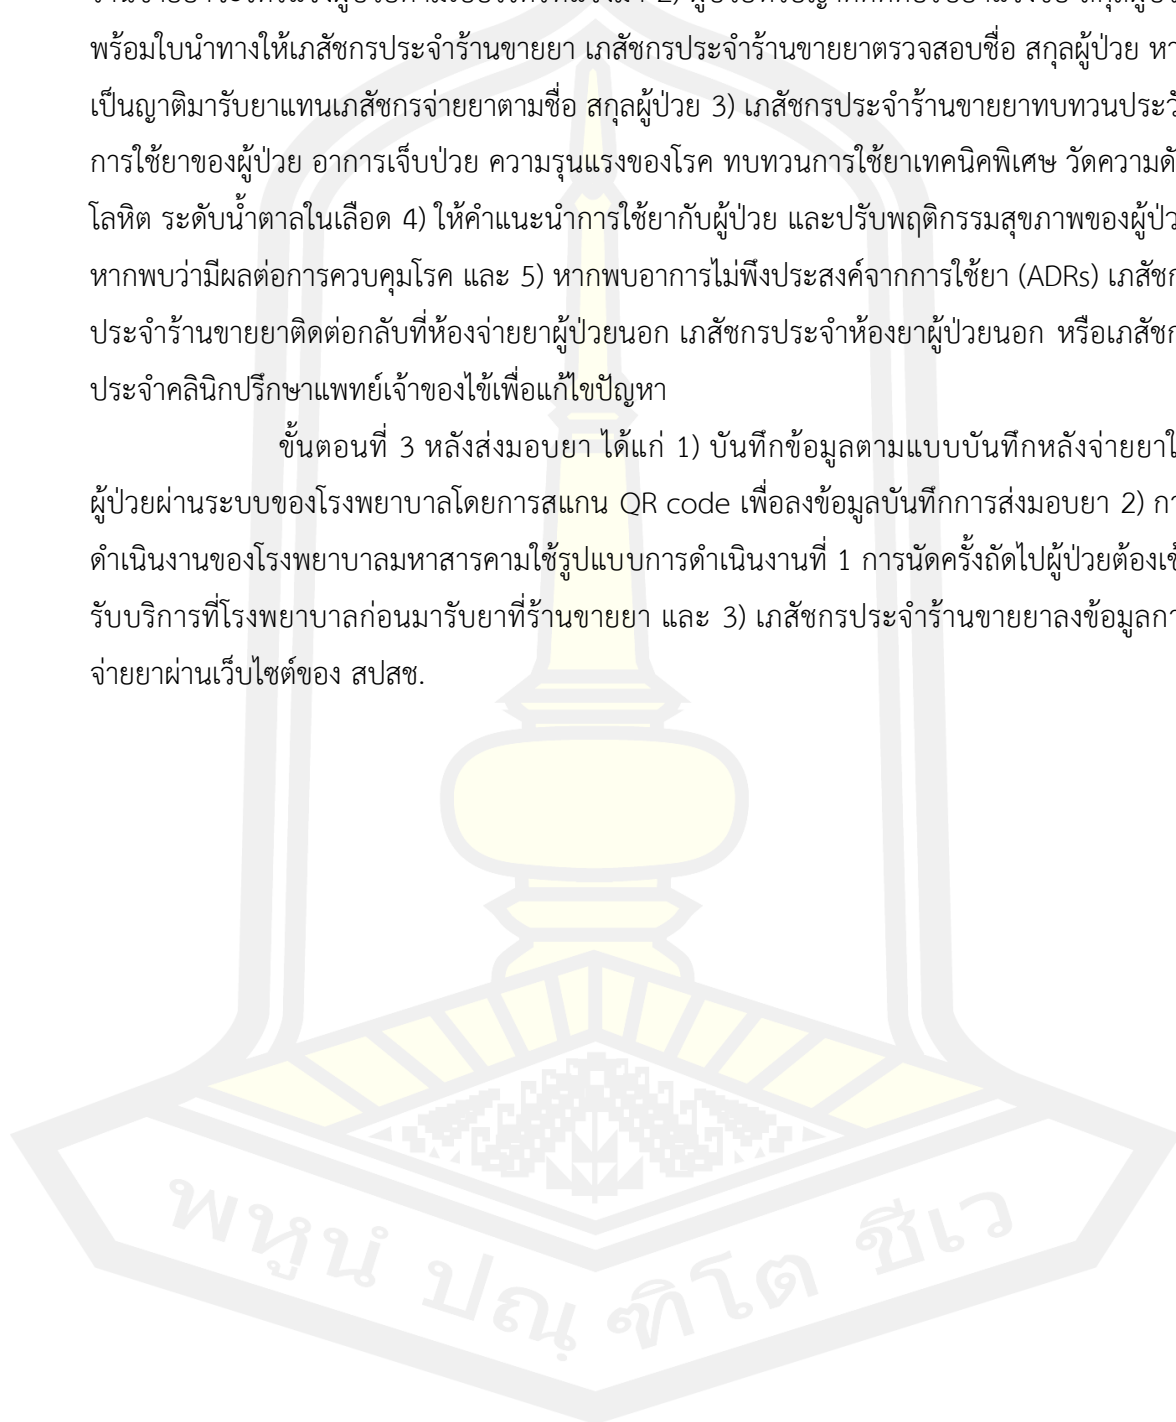 พร้อมใบนำทางให้เภสัชกรประจำร้านขายยา เภสัชกรประจำร้านขายยาตรวจสอบชื่อ สกุลผู้ป่วย
เป็นญาติมารับยาแทนเภสัชกรจ่ายยาตามชื่อ สกุลผู้ป่วย 3) เภสัชกรประจำร้านขายยาทบทวน
การใช้ยาของผู้ป่วย อาการเจ็บป่วย ความรุนแรงของโรค ทบทวนการใช้ยาเทคนิคพิเศษ วัด
โลหิต ระดับน้ำตาลในเลือด 4) ให้คำแนะนำการใช้ยากับผู้ป่วย และปรับพฤติกรรมสุขภาพของ
หากพบว่ามีผลต่อการควบคุมโรค และ 5) หากพบอาการไม่พึงประสงค์จากการใช้ยา (ADRs)
ประจำร้านขายยาติดต่อกลับที่ห้องจ่ายยาผู้ป่วยนอก เภสัชกรประจำห้องยาผู้ป่วยนอก หรือ
ประจำคลินิกปรึกษาแพทย์เจ้าของไข้เพื่อแก้ไขปัญหา
ขั้นตอนที่ 3 หลังส่งมอบยา ได้แก่ 1) บันทึกข้อมูลตามแบบบันทึกหลังจ่ายยา
ผู้ป่วยผ่านระบบของโรงพยาบาลโดยการสแกน QR code เพื่อลงข้อมูลบันทึกการส่งมอบยา 2)
ดำเนินงานของโรงพยาบาลมหาสารคามใช้รูปแบบการดำเนินงานที่ 1 การนัดครั้งถัดไปผู้ป่วยต้อง
รับบริการที่โรงพยาบาลก่อนมารับยาที่ร้านขายยา และ 3) เภสัชกรประจำร้านขายยาลงข้อมูล
จ่ายยาผ่านเว็บไซต์ของ สปสช.
พหูนํ ปณฺฑิโต ชีเว